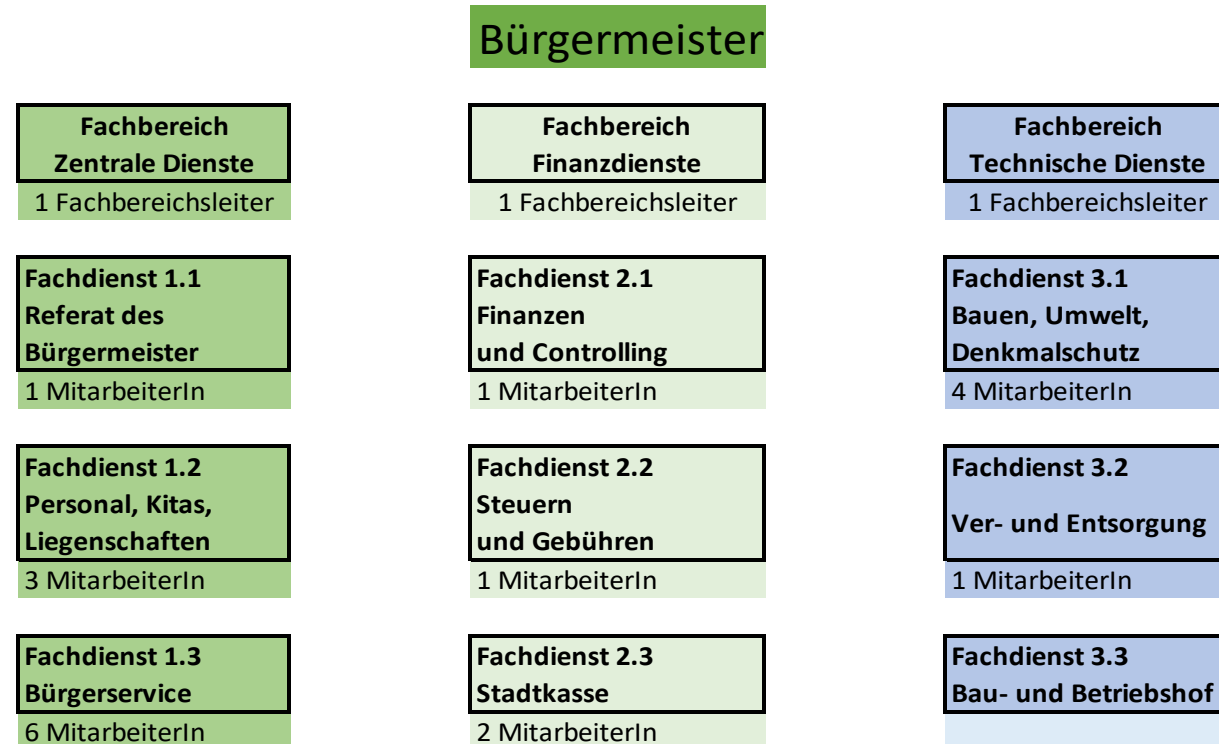 Bürgermeister
Fachbereich
Zentrale Dienste
1 Fachbereichsleiter
Fachdienst 1.1
Referat des
Bürgermeister
1 MitarbeiterIn
Fachdienst 1.2
Personal, Kitas,
Liegenschaften
3 MitarbeiterIn
Fachdienst 1.3
Bürgerservice
6 MitarbeiterIn
Fachbereich
Finanzdienste
1 Fachbereichsleiter
Fachdienst 2.1
Finanzen
und Controlling
1 MitarbeiterIn
Fachdienst 2.2
Steuern
und Gebühren
1 MitarbeiterIn
Fachdienst 2.3
Stadtkasse
2 MitarbeiterIn
Fachbereich
Technische Dienste
1 Fachbereichsleiter
Fachdienst 3.1
Bauen, Umwelt,
Denkmalschutz
4 MitarbeiterIn
Fachdienst 3.2
Ver- und Entsorgung
1 MitarbeiterIn
Fachdienst 3.3
Bau- und Betriebshof